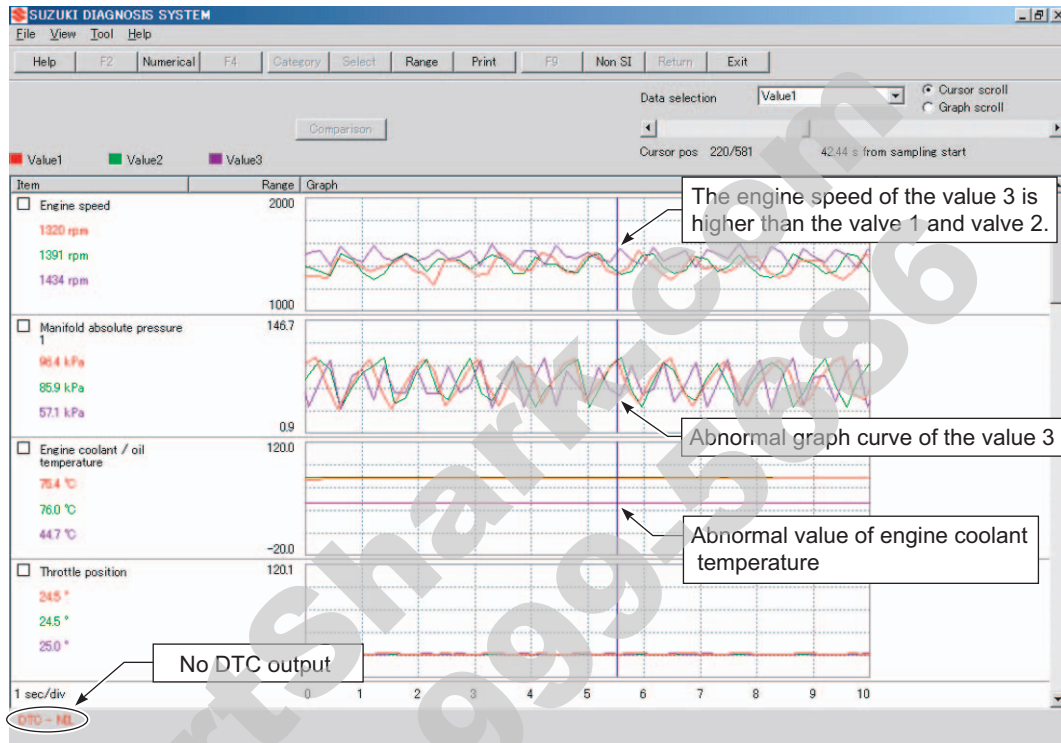 SUZUKI DIAGNOSIS SYSTEM
File View Tool Help
Help F2 Numerical F4 Category Select Range Print F9 Non SI Return Exit
Data selection Value1 Cursor scroll
Graph scroll
Comparison
Cursor pos 220/581 42.44 s from sampling start
Value1 Value2 Value3
Item Range Graph
Engine speed 2000
1320 rpm
1391 rpm
1434 rpm
1000
The engine speed of the value 3 is
higher than the valve 1 and valve 2.
Manifold absolute pressure 146.7
1
96.4 kPa
85.9 kPa
57.1 kPa
0.9
Abnormal graph curve of the value 3
Engine coolant / oil 120.0
temperature
75.4 °C
76.0 °C
44.7 °C
-20.0
Abnormal value of engine coolant
temperature
Throttle position 120.1
24.5 °
24.5 °
25.0 °
No DTC output
1 sec/div 0 1 2 3 4 5 6 7 8 9 10
DTC - NIL